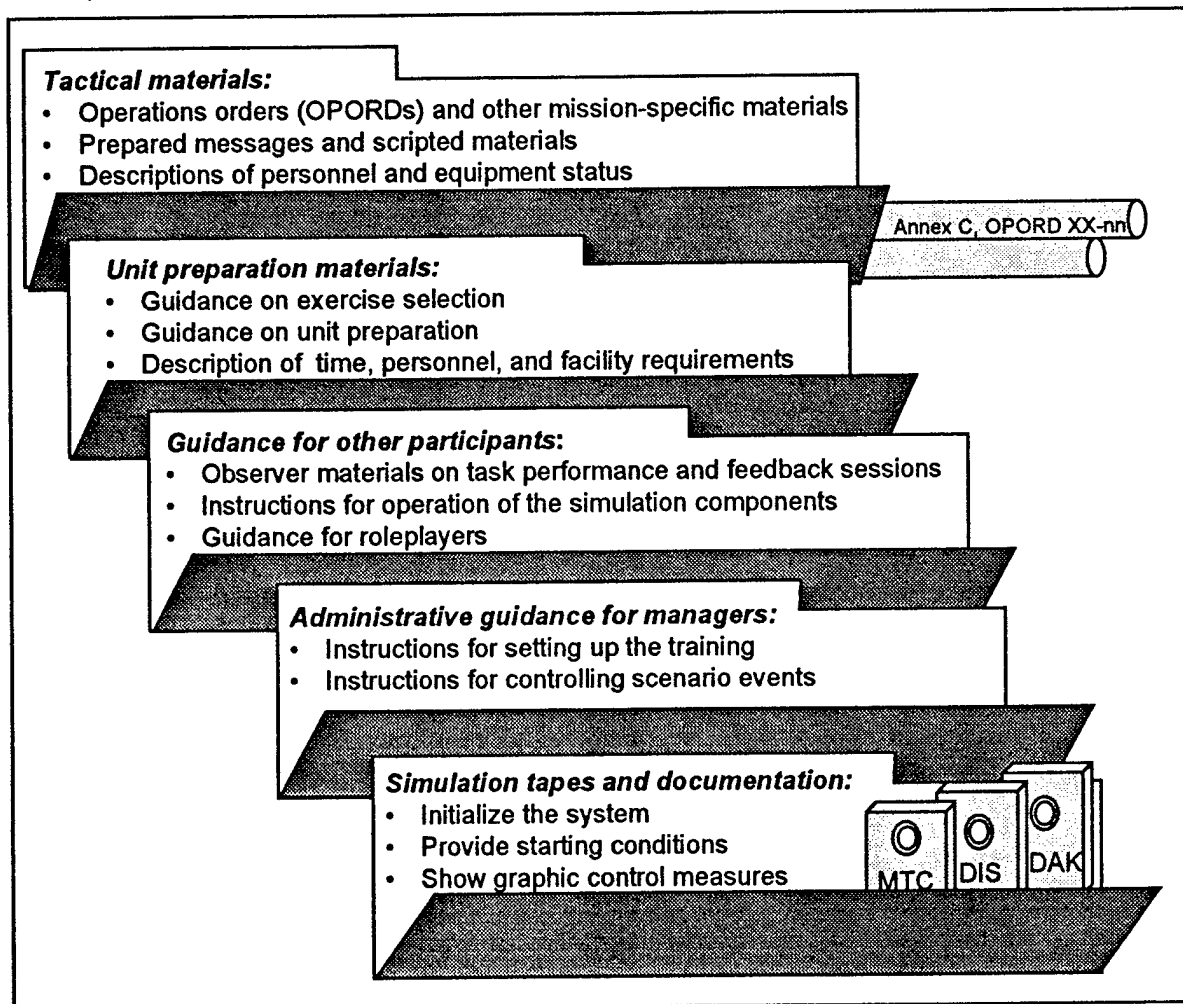 Tactical materials:
• Operations orders (OPORDs) and other mission-specific materials
• Prepared messages and scripted materials
• Descriptions of personnel and equipment status
Annex C, OPORD XX-nn
Unit preparation materials:
• Guidance on exercise selection
• Guidance on unit preparation
• Description of time, personnel, and facility requirements
Guidance for other participants:
• Observer materials on task performance and feedback sessions
• Instructions for operation of the simulation components
• Guidance for roleplayers
Administrative guidance for managers:
• Instructions for setting up the training
• Instructions for controlling scenario events
Simulation tapes and documentation:
• Initialize the system
• Provide starting conditions
• Show graphic control measures
MTC
DIS
DAK